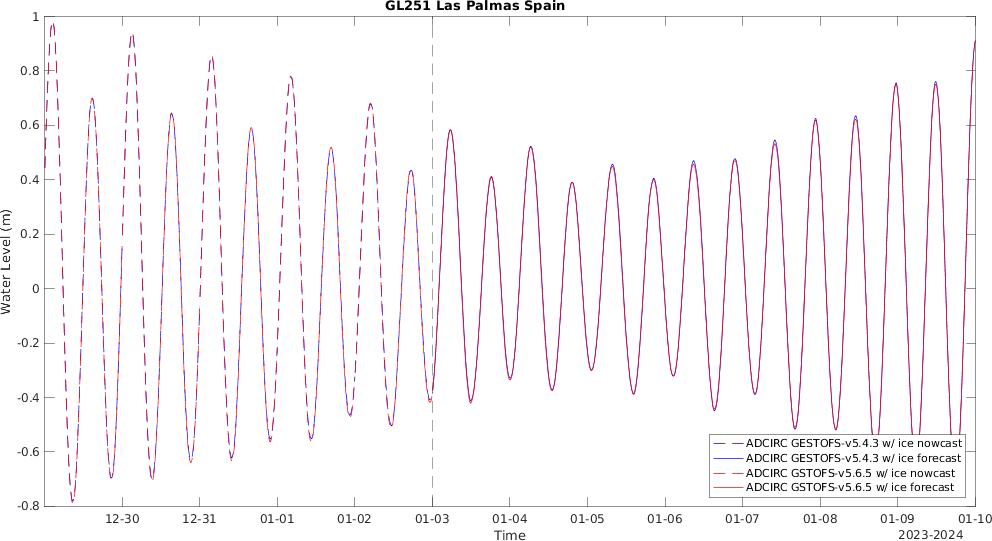 GL251 Las Palmas Spain
1
0.8
0.6
0.4
0.2
0
-0.2
-0.4
-0.6
-0.8
Water Level (m)
12-30 12-31 01-01 01-02 01-03 01-04 01-05 01-06 01-07 01-08 01-09 01-10
Time
2023-2024
ADCIRC GESTOFS-v5.4.3 w/ ice nowcast
ADCIRC GESTOFS-v5.4.3 w/ ice forecast
ADCIRC GSTOFS-v5.6.5 w/ ice nowcast
ADCIRC GSTOFS-v5.6.5 w/ ice forecast